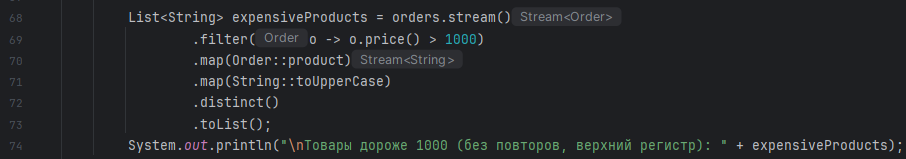 68 List<String> expensiveProducts = orders.stream() Stream<Order>
69 .filter( Order o -> o.price() > 1000)
70 .map(Order::product) Stream<String>
71 .map(String::toUpperCase)
72 .distinct()
73 .toList();
74 System.out.println("\nТовары дороже 1000 (без повторов, верхний регистр): " + expensiveProducts);